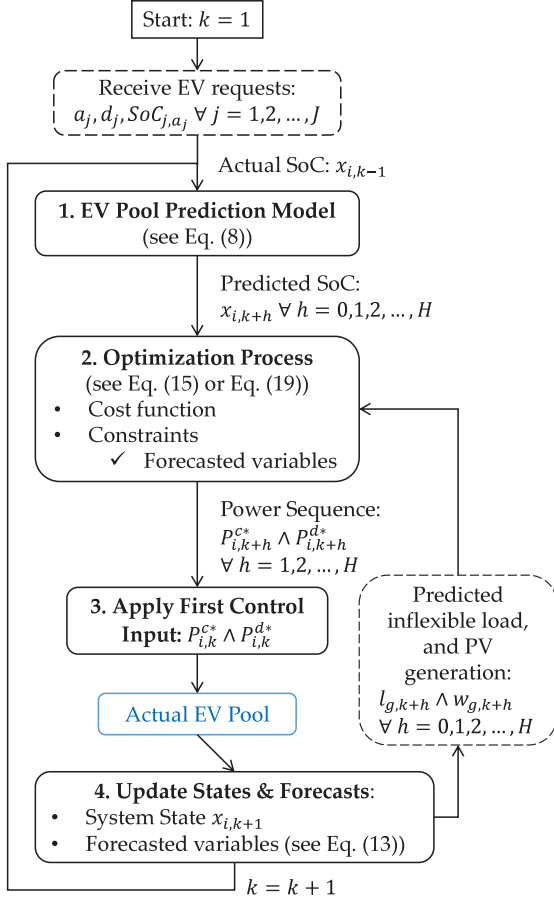 Start: k = 1
Receive EV requests:
a_j, d_j, SoC_{j,a_j} ∀ j = 1,2, … , J
Actual SoC: x_{i,k−1}
1. EV Pool Prediction Model
(see Eq. (8))
Predicted SoC:
x_{i,k+h} ∀ h = 0,1,2, … , H
2. Optimization Process
(see Eq. (15) or Eq. (19))
• Cost function
• Constraints
✓ Forecasted variables
Power Sequence:
P^{c*}_{i,k+h} ∧ P^{d*}_{i,k+h}
∀ h = 1,2, … , H
3. Apply First Control
Input: P^{c*}_{i,k} ∧ P^{d*}_{i,k}
Actual EV Pool
Predicted
inflexible load,
and PV
generation:
l_{g,k+h} ∧ w_{g,k+h}
∀ h = 0,1,2, … , H
4. Update States & Forecasts:
• System State x_{i,k+1}
• Forecasted variables (see Eq. (13))
k = k + 1